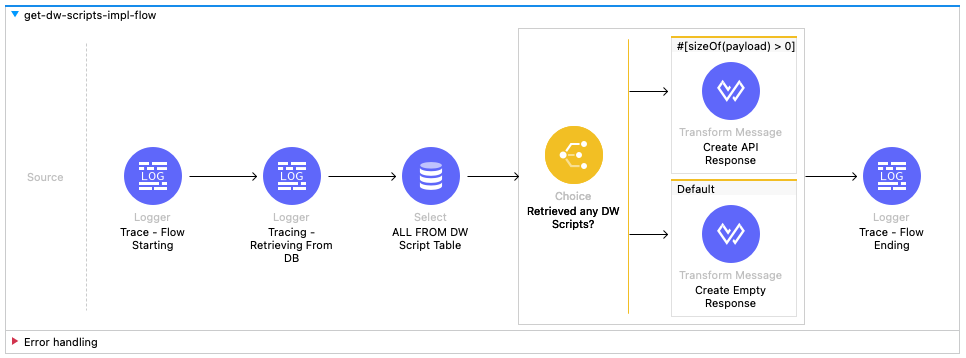 get-dw-scripts-impl-flow
Source
LOG
Logger
Trace - Flow
Starting
LOG
Logger
Tracing -
Retrieving From
DB
Select
ALL FROM DW
Script Table
Choice
Retrieved any DW
Scripts?
#[sizeOf(payload) > 0]
Transform Message
Create API
Response
Default
Transform Message
Create Empty
Response
LOG
Logger
Trace - Flow
Ending
Error handling